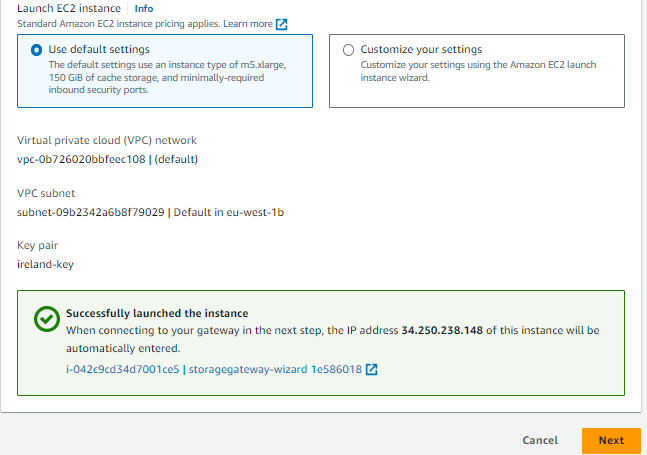 Launch EC2 instance | Info
Standard Amazon EC2 instance pricing applies. Learn more
Use default settings
The default settings use an instance type of m5.xlarge,
150 GiB of cache storage, and minimally-required
inbound security ports.
Customize your settings
Customize your settings using the Amazon EC2 launch
instance wizard.
Virtual private cloud (VPC) network
vpc-0b726020bbfeec108 | (default)
VPC subnet
subnet-09b2342a6b8f79029 | Default in eu-west-1b
Key pair
ireland-key
Successfully launched the instance
When connecting to your gateway in the next step, the IP address 34.250.238.148 of this instance will be
automatically entered.
i-042c9cd34d7001ce5 | storagegateway-wizard 1e586018
Cancel
Next